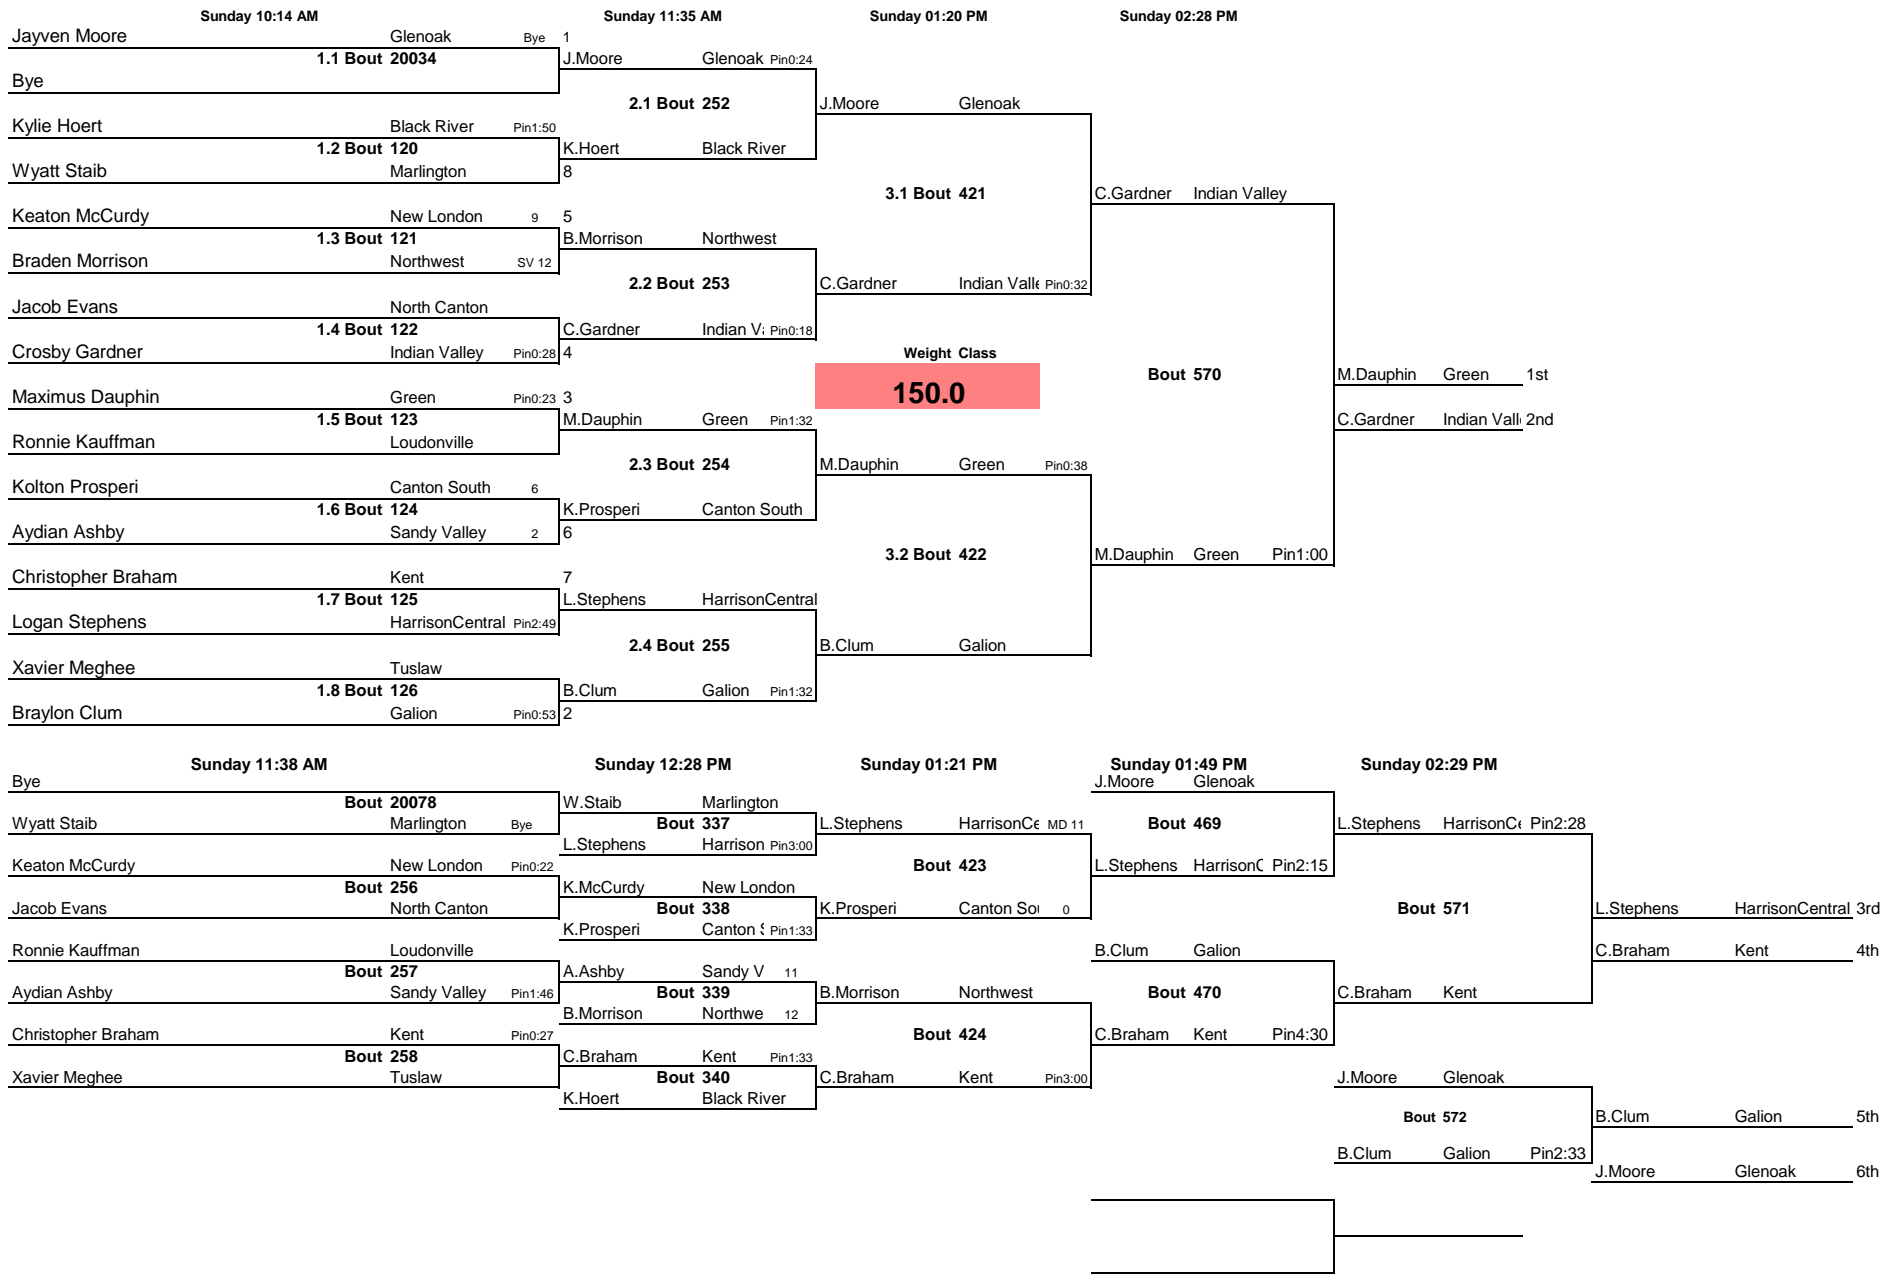 Sunday 10:14 AM Sunday 11:35 AM Sunday 01:20 PM Sunday 02:28 PM
Jayven Moore Glenoak Bye 1
1.1 Bout 20034 J.Moore Glenoak Pin0:24
Bye
2.1 Bout 252 J.Moore Glenoak
Kylie Hoert Black River Pin1:50
1.2 Bout 120 K.Hoert Black River
Wyatt Staib Marlington 8
3.1 Bout 421 C.Gardner Indian Valley
Keaton McCurdy New London 9 5
1.3 Bout 121 B.Morrison Northwest
Braden Morrison Northwest SV 12
2.2 Bout 253 C.Gardner Indian Valle Pin0:32
Jacob Evans North Canton
1.4 Bout 122 C.Gardner Indian Va Pin0:18
Crosby Gardner Indian Valley Pin0:28 4 Weight Class
Bout 570 M.Dauphin Green 1st
Maximus Dauphin Green Pin0:23 3 150.0
1.5 Bout 123 M.Dauphin Green Pin1:32 C.Gardner Indian Vall 2nd
Ronnie Kauffman Loudonville
2.3 Bout 254 M.Dauphin Green Pin0:38
Kolton Prosperi Canton South 6
1.6 Bout 124 K.Prosperi Canton South
Aydian Ashby Sandy Valley 2 6
3.2 Bout 422 M.Dauphin Green Pin1:00
Christopher Braham Kent 7
1.7 Bout 125 L.Stephens HarrisonCentral
Logan Stephens HarrisonCentral Pin2:49
2.4 Bout 255 B.Clum Galion
Xavier Meghee Tuslaw
1.8 Bout 126 B.Clum Galion Pin1:32
Braylon Clum Galion Pin0:53 2
Sunday 11:38 AM Sunday 12:28 PM Sunday 01:21 PM Sunday 01:49 PM Sunday 02:29 PM
Bye J.Moore Glenoak
Bout 20078 W.Staib Marlington
Wyatt Staib Marlington Bye Bout 337 L.Stephens HarrisonCe MD 11 Bout 469 L.Stephens HarrisonCe Pin2:28
L.Stephens Harrison Pin3:00
Keaton McCurdy New London Pin0:22 Bout 423 L.Stephens HarrisonC Pin2:15
Bout 256 K.McCurdy New London
Jacob Evans North Canton Bout 338 K.Prosperi Canton Sou 0 Bout 571 L.Stephens HarrisonCentral 3rd
K.Prosperi Canton S Pin1:33
Ronnie Kauffman Loudonville B.Clum Galion C.Braham Kent 4th
Bout 257 A.Ashby Sandy V 11
Aydian Ashby Sandy Valley Pin1:46 Bout 339 B.Morrison Northwest Bout 470 C.Braham Kent
B.Morrison Northwe 12
Christopher Braham Kent Pin0:27 Bout 424 C.Braham Kent Pin4:30
Bout 258 C.Braham Kent Pin1:33
Xavier Meghee Tuslaw Bout 340 C.Braham Kent Pin3:00 J.Moore Glenoak
K.Hoert Black River
Bout 572 B.Clum Galion 5th
B.Clum Galion Pin2:33
J.Moore Glenoak 6th